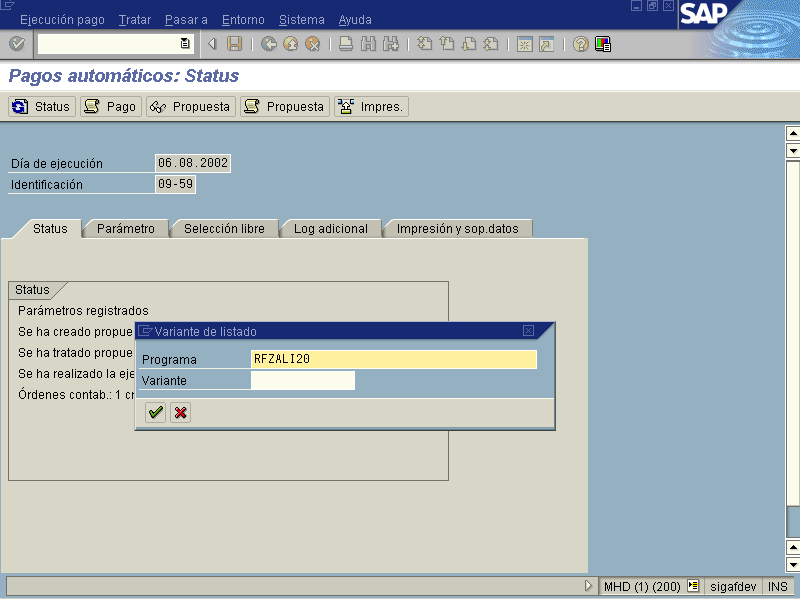 Ejecución pago Tratar Pasar a Entorno Sistema Ayuda
SAP
Pagos automáticos: Status
Status Pago Propuesta Propuesta Impres.
Día de ejecución 06.08.2002
Identificación 09-59
Status Parámetro Selección libre Log adicional Impresión y sop.datos
Status
Parámetros registrados
Se ha creado propue
Se ha tratado propue
Se ha realizado la eje
Órdenes contab.: 1 cr
Variante de listado
Programa RFZALI20
Variante
MHD (1) (200) sigafdev INS